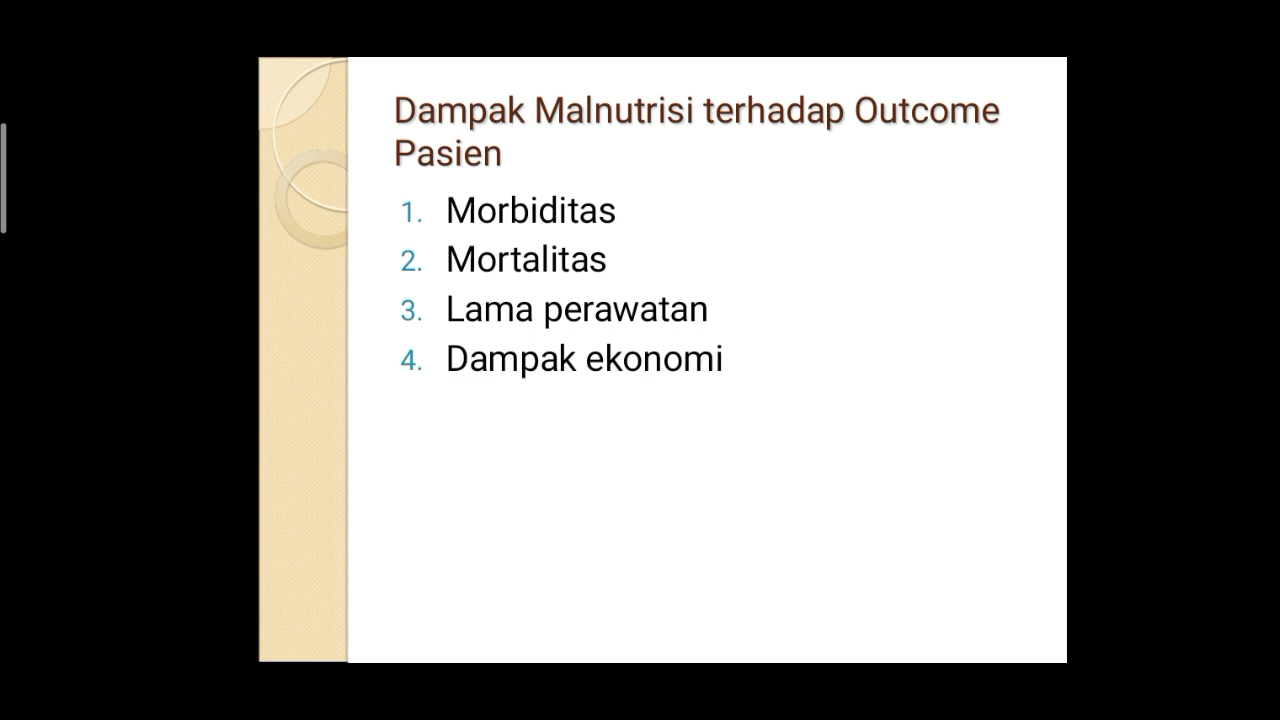 Dampak Malnutrisi terhadap Outcome
Pasien
1. Morbiditas
2. Mortalitas
3. Lama perawatan
4. Dampak ekonomi